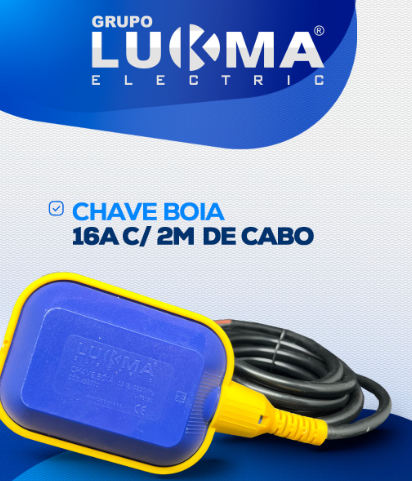 GRUPO
LUKMA®
ELECTRIC
CHAVE BOIA
16A C/ 2M DE CABO
LUKMA